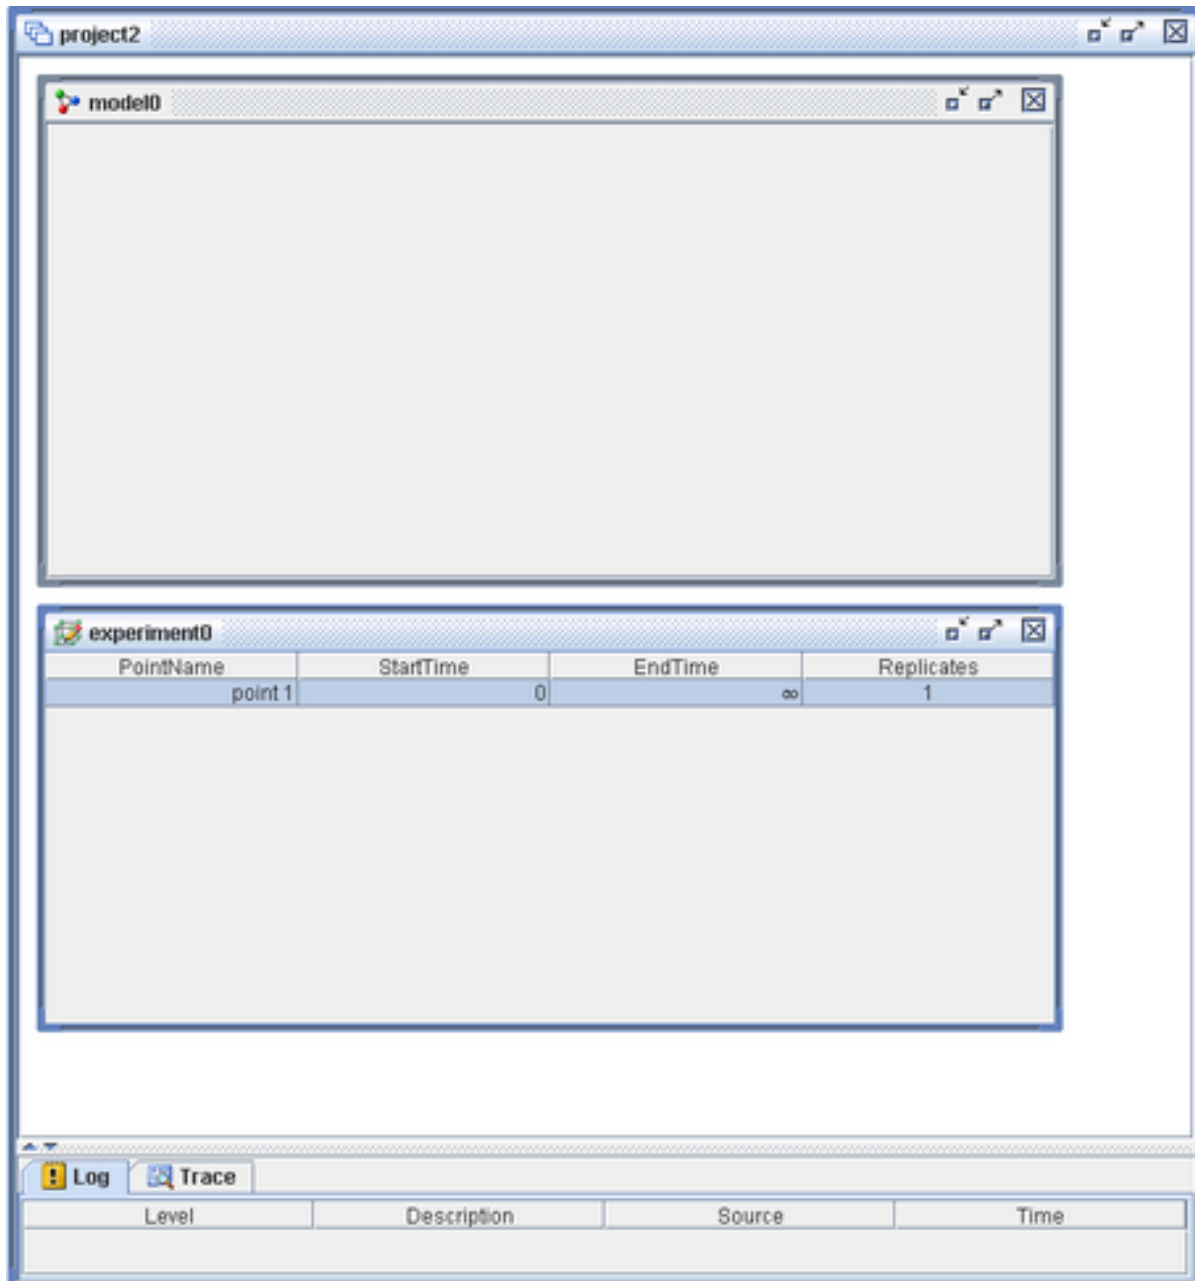 project2
model0
experiment0
PointName StartTime EndTime Replicates
point 1 0 ∞ 1
Log Trace
Level Description Source Time